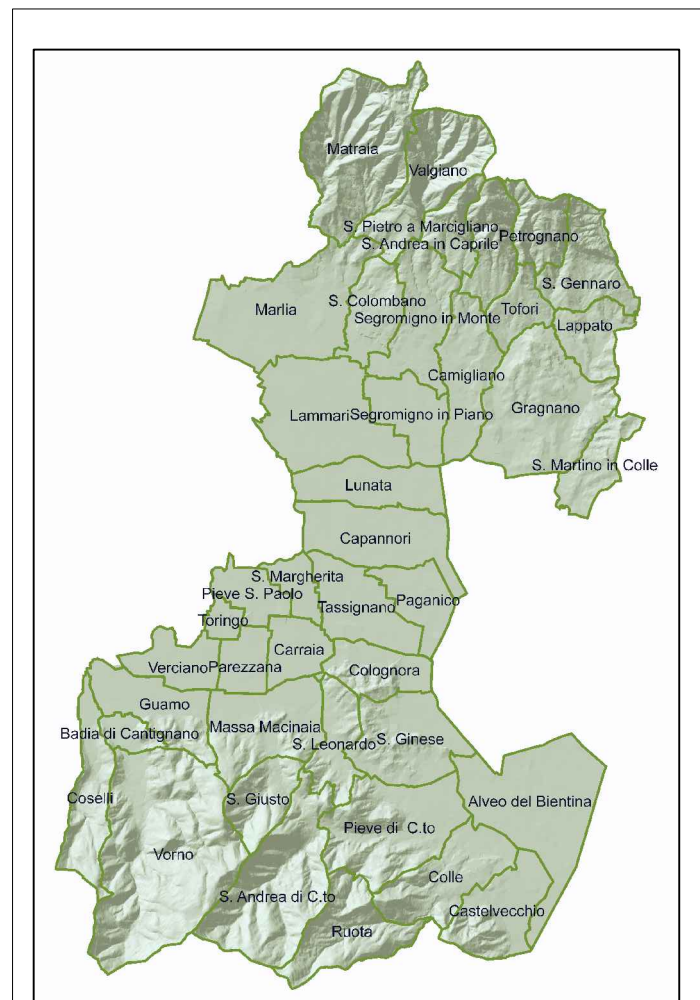 Matraia
Valgiano
S. Pietro a Marcigliano
Petrognano
S. Andrea in Caprile
S. Gennaro
S. Colombano
Marlia
Tofori
Segromigno in Monte
Lappato
Camigliano
Gragnano
Lammari
Segromigno in Piano
S. Martino in Colle
Lunata
Capannori
S. Margherita
Pieve S. Paolo
Paganico
Tassignano
Toringo
Carraia
Verciano
Parezzana
Colognora
Guamo
Massa Macinaia
Badia di Cantignano
S. Leonardo
S. Ginese
Coselli
S. Giusto
Alveo del Bientina
Pieve di C.to
Vorno
Colle
S. Andrea di C.to
Castelvecchio
Ruota